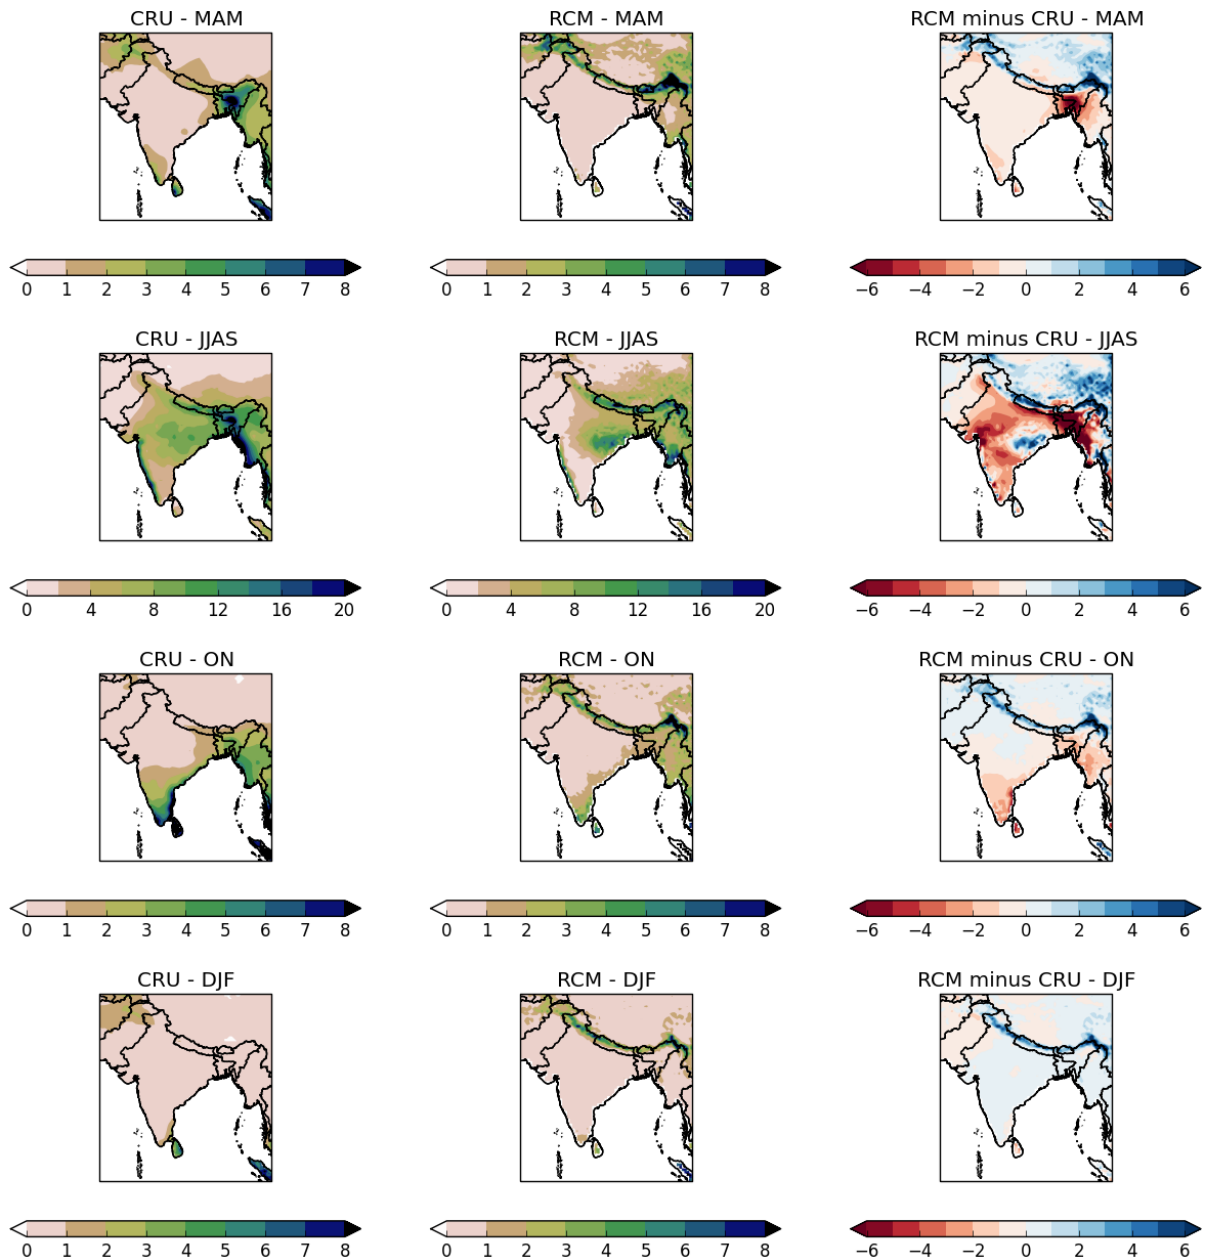 CRU - MAM
RCM - MAM
RCM minus CRU - MAM
0 1 2 3 4 5 6 7 8
0 1 2 3 4 5 6 7 8
−6 −4 −2 0 2 4 6
CRU - JJAS
RCM - JJAS
RCM minus CRU - JJAS
0 4 8 12 16 20
0 4 8 12 16 20
−6 −4 −2 0 2 4 6
CRU - ON
RCM - ON
RCM minus CRU - ON
0 1 2 3 4 5 6 7 8
0 1 2 3 4 5 6 7 8
−6 −4 −2 0 2 4 6
CRU - DJF
RCM - DJF
RCM minus CRU - DJF
0 1 2 3 4 5 6 7 8
0 1 2 3 4 5 6 7 8
−6 −4 −2 0 2 4 6